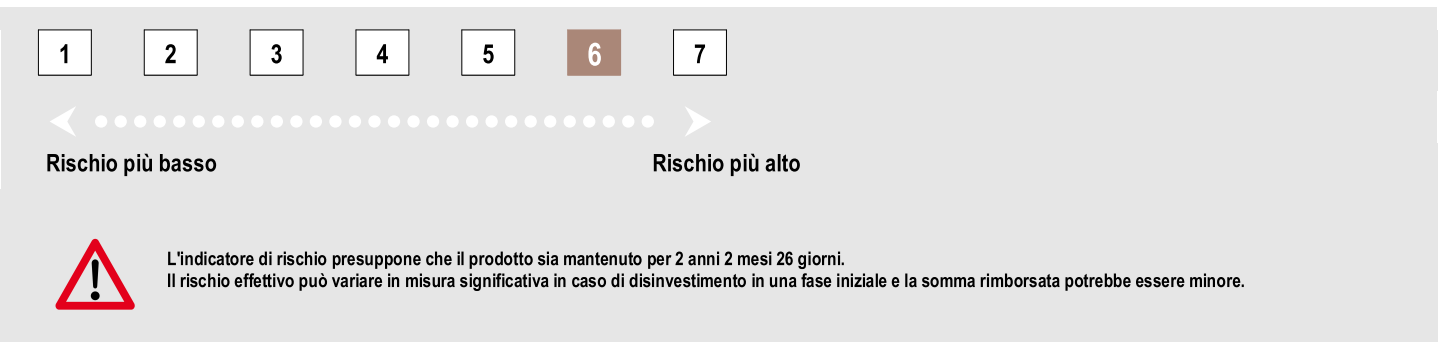 1 2 3 4 5 6 7
Rischio più basso Rischio più alto
L'indicatore di rischio presuppone che il prodotto sia mantenuto per 2 anni 2 mesi 26 giorni.
Il rischio effettivo può variare in misura significativa in caso di disinvestimento in una fase iniziale e la somma rimborsata potrebbe essere minore.